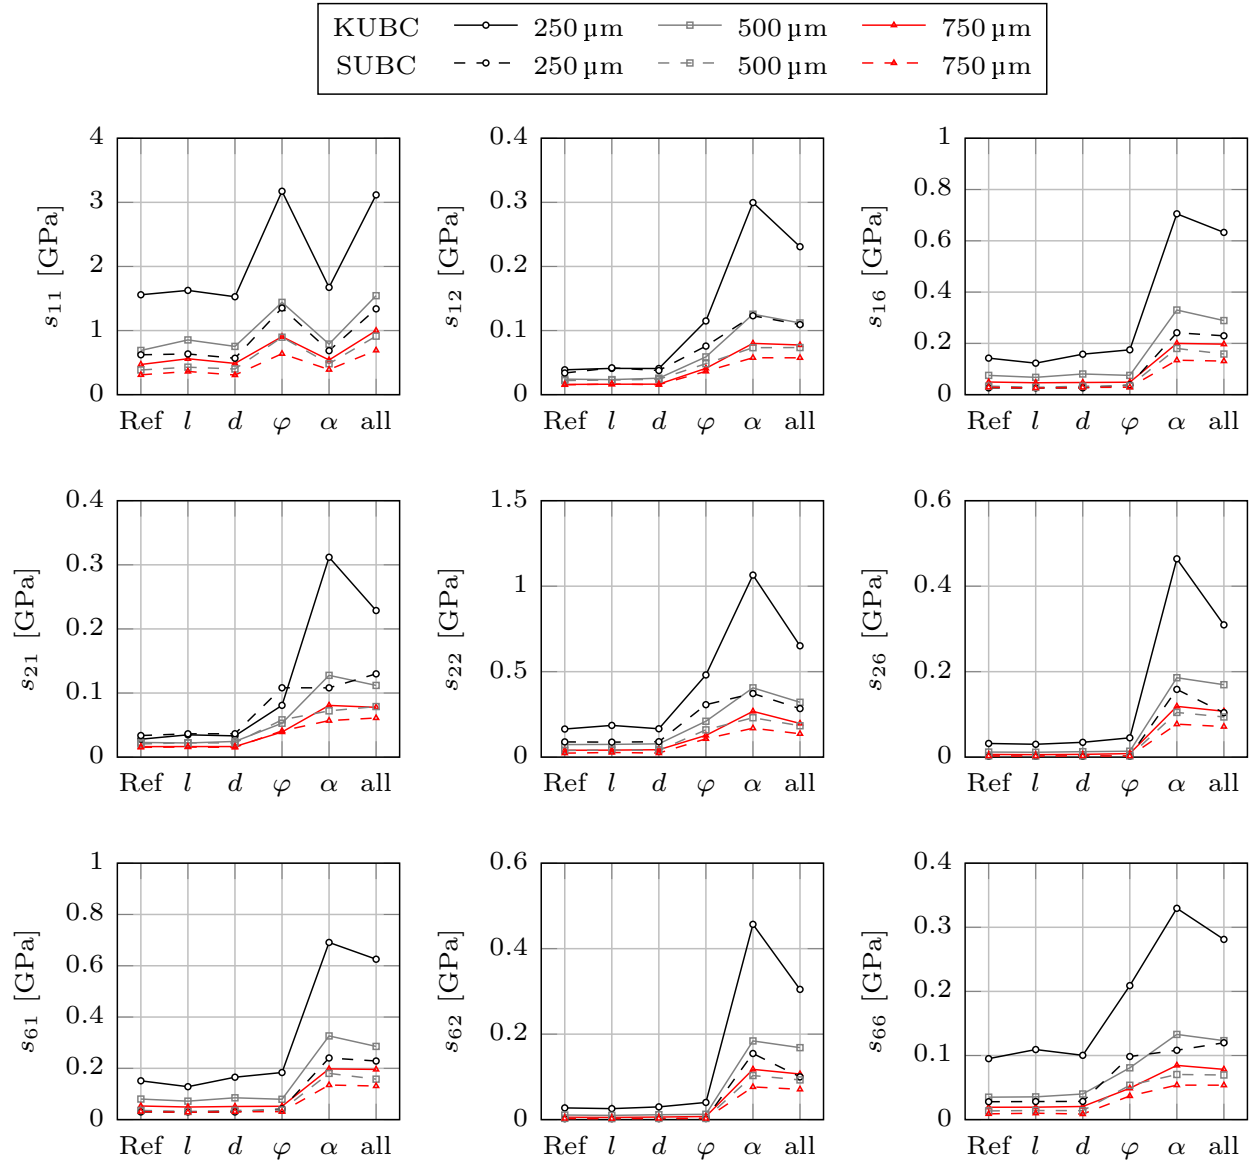 KUBC 250 µm 500 µm 750 µm
SUBC 250 µm 500 µm 750 µm
4
3
2
1
0
s11 [GPa]
Ref l d φ α all
0.4
0.3
0.2
0.1
0
s12 [GPa]
Ref l d φ α all
1
0.8
0.6
0.4
0.2
0
s16 [GPa]
Ref l d φ α all
0.4
0.3
0.2
0.1
0
s21 [GPa]
Ref l d φ α all
1.5
1
0.5
0
s22 [GPa]
Ref l d φ α all
0.6
0.4
0.2
0
s26 [GPa]
Ref l d φ α all
1
0.8
0.6
0.4
0.2
0
s61 [GPa]
Ref l d φ α all
0.6
0.4
0.2
0
s62 [GPa]
Ref l d φ α all
0.4
0.3
0.2
0.1
0
s66 [GPa]
Ref l d φ α all